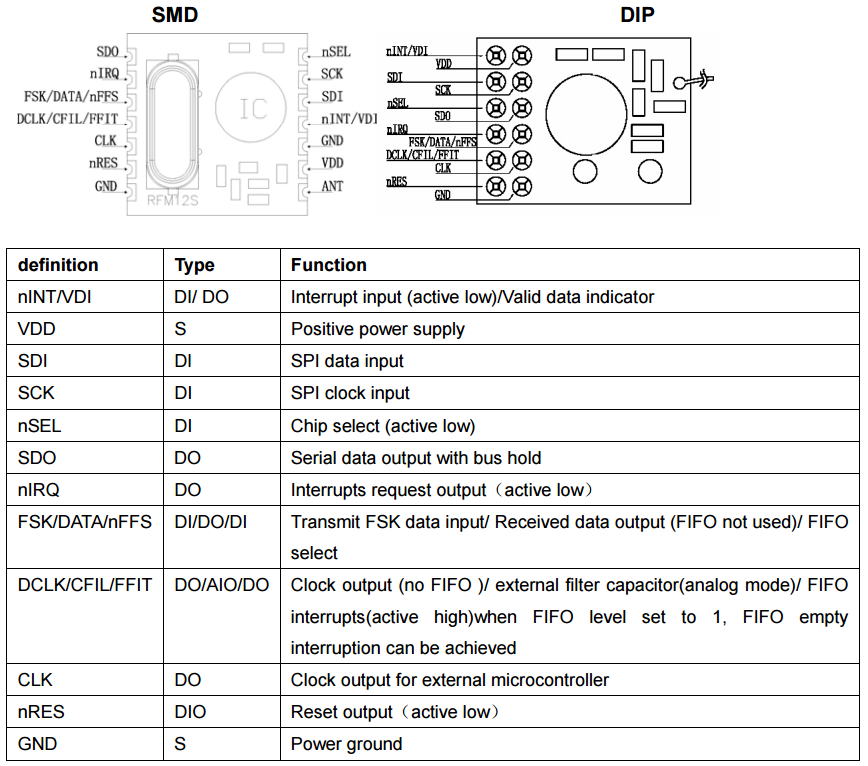 SMD
DIP
SDO
nIRQ
FSK/DATA/nFFS
DCLK/CFIL/FFIT
CLK
nRES
GND
IC
RFM12S
nSEL
SCK
SDI
nINT/VDI
GND
VDD
ANT
nINT/VDI
VDD
SDI
SCK
nSEL
SDO
nIRQ
FSK/DATA/nFFS
DCLK/CFIL/FFIT
CLK
nRES
GND
definition Type Function
nINT/VDI DI/ DO Interrupt input (active low)/Valid data indicator
VDD S Positive power supply
SDI DI SPI data input
SCK DI SPI clock input
nSEL DI Chip select (active low)
SDO DO Serial data output with bus hold
nIRQ DO Interrupts request output（active low）
FSK/DATA/nFFS DI/DO/DI Transmit FSK data input/ Received data output (FIFO not used)/ FIFO
select
DCLK/CFIL/FFIT DO/AIO/DO Clock output (no FIFO )/ external filter capacitor(analog mode)/ FIFO
interrupts(active high)when FIFO level set to 1, FIFO empty
interruption can be achieved
CLK DO Clock output for external microcontroller
nRES DIO Reset output（active low）
GND S Power ground